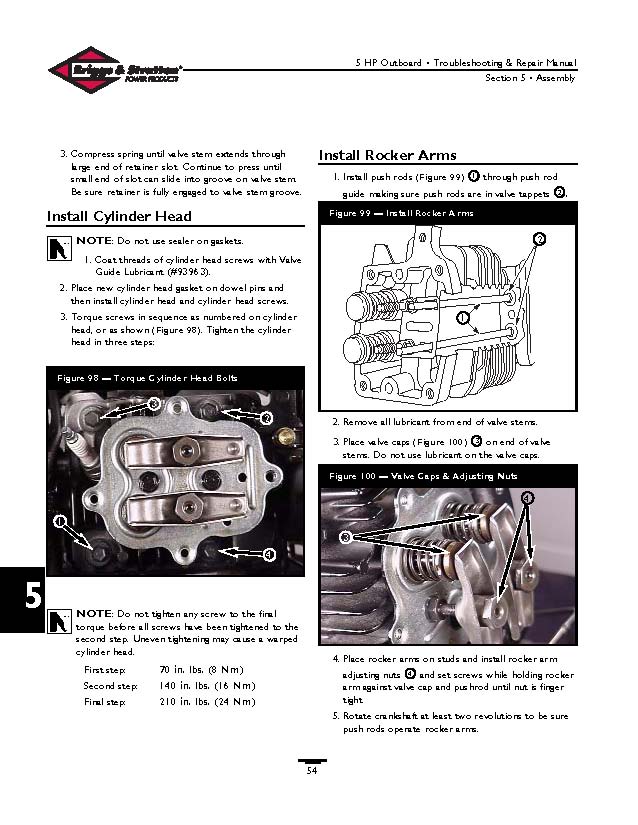 Briggs & Stratton
POWER PRODUCTS
5 HP Outboard • Troubleshooting & Repair Manual
Section 5 • Assembly
3. Compress spring until valve stem extends through
large end of retainer slot. Continue to press until
small end of slot can slide into groove on valve stem.
Be sure retainer is fully engaged to valve stem groove.
Install Cylinder Head
NOTE: Do not use sealer on gaskets.
1. Coat threads of cylinder head screws with Valve
Guide Lubricant (#93963).
2. Place new cylinder head gasket on dowel pins and
then install cylinder head and cylinder head screws.
3. Torque screws in sequence as numbered on cylinder
head, or as shown (Figure 98). Tighten the cylinder
head in three steps:
Figure 98 — Torque Cylinder Head Bolts
3
2
1
4
5
NOTE: Do not tighten any screw to the final
torque before all screws have been tightened to the
second step. Uneven tightening may cause a warped
cylinder head.
First step: 70 in. lbs. (8 Nm)
Second step: 140 in. lbs. (16 Nm)
Final step: 210 in. lbs. (24 Nm)
Install Rocker Arms
1. Install push rods (Figure 99) 1 through push rod
guide making sure push rods are in valve tappets 2.
Figure 99 — Install Rocker Arms
2
1
2. Remove all lubricant from end of valve stems.
3. Place valve caps (Figure 100) 3 on end of valve
stems. Do not use lubricant on the valve caps.
Figure 100 — Valve Caps & Adjusting Nuts
4
3
4. Place rocker arms on studs and install rocker arm
adjusting nuts 4 and set screws while holding rocker
arm against valve cap and pushrod until nut is finger
tight.
5. Rotate crankshaft at least two revolutions to be sure
push rods operate rocker arms.
54